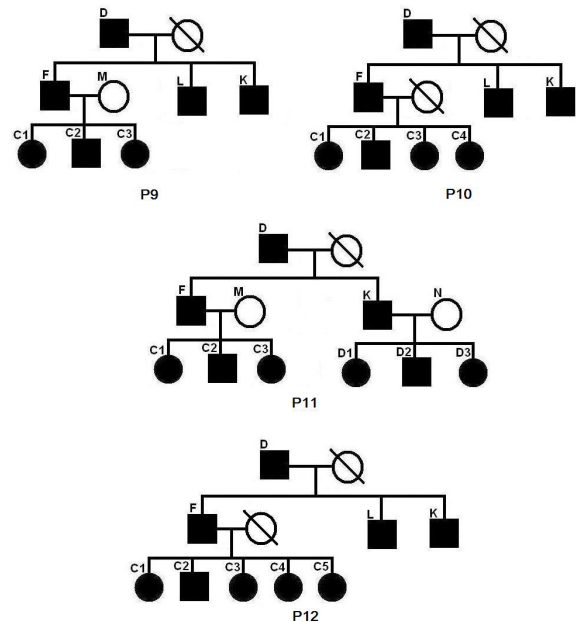 D D
F M L K F L K
C1 C2 C3 C1 C2 C3 C4
P9 P10
D
F M K N
C1 C2 C3 D1 D2 D3
P11
D
F L K
C1 C2 C3 C4 C5
P12